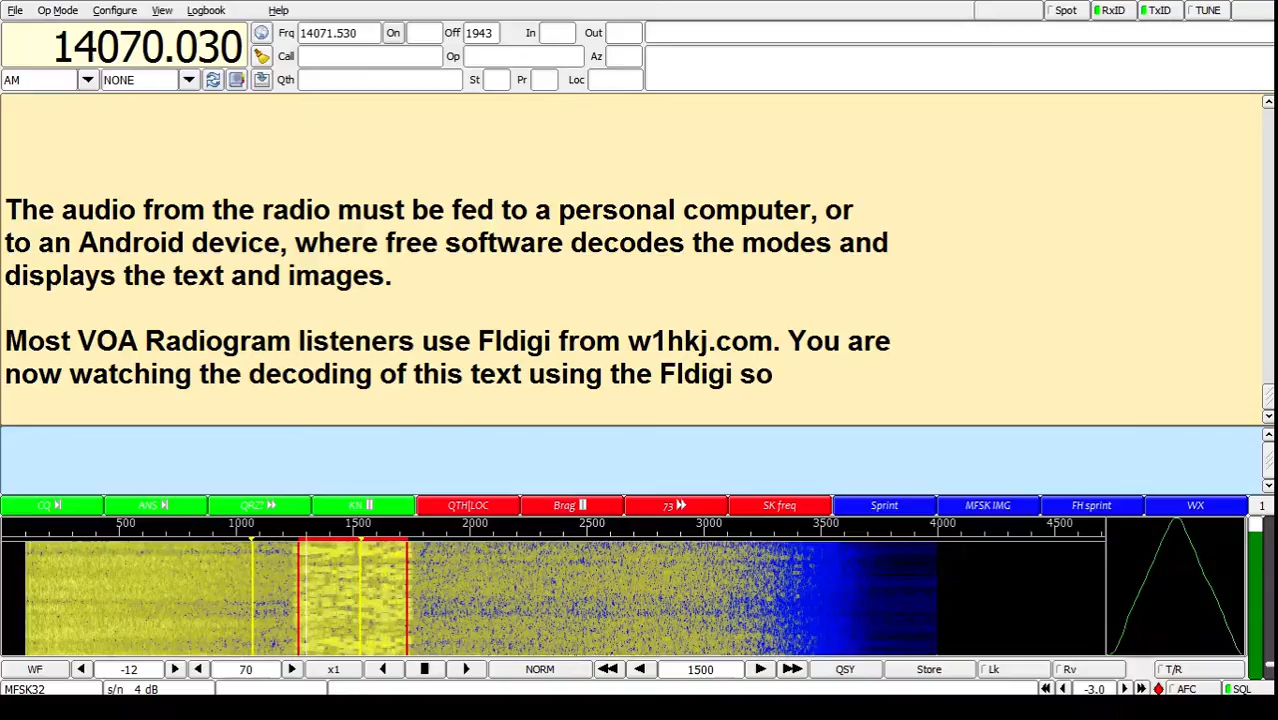 File Op Mode Configure View Logbook Help Spot RxID TxID TUNE
14070.030 Frq 14071.530 On Off 1943 In Out
Call Op Az
AM NONE Qth St Pr Loc
The audio from the radio must be fed to a personal computer, or
to an Android device, where free software decodes the modes and
displays the text and images.
Most VOA Radiogram listeners use Fldigi from w1hkj.com. You are
now watching the decoding of this text using the Fldigi so
CQ ANS QRZ? KN QTH|LOC Brag 73 SK freq Sprint MFSK IMG FH sprint WX 1
500 1000 1500 2000 2500 3000 3500 4000 4500
WF -12 70 x1 NORM 1500 QSY Store Lk Rv T/R
MFSK32 s/n 4 dB -3.0 AFC SQL